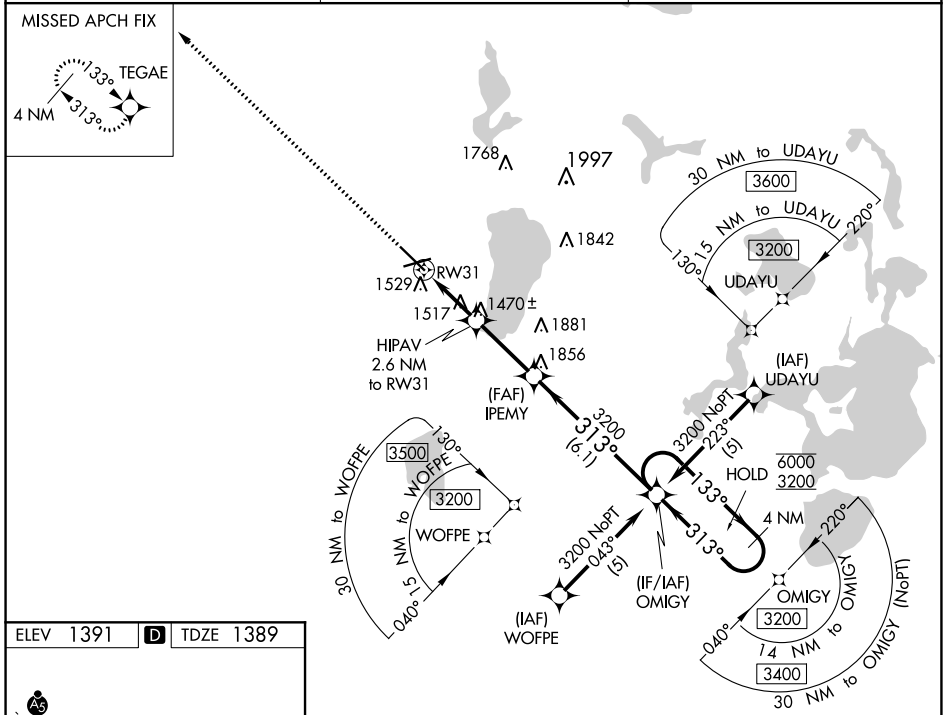 MISSED APCH FIX
133°
TEGAE
4 NM
313°
1768
1997
1842
30 NM to UDAYU
3600
15 NM to UDAYU
3200
220°
130°
UDAYU
1529
RW31
1517
1470±
HIPAV
2.6 NM
to RW31
1881
1856
(FAF)
IPEMY
(IAF)
UDAYU
3200
313°
(6.1)
3200 NoPT
223°
(5)
HOLD
6000
3200
133°
4 NM
313°
30 NM to WOFPE
3500
15 NM to WOFPE
3200
130°
WOFPE
040°
3200 NoPT
043°
(5)
(IAF)
WOFPE
(IF/IAF)
OMIGY
220°
OMIGY
3200
040°
14 NM to OMIGY
3400
30 NM to OMIGY (NoPT)
ELEV 1391
D
TDZE 1389
A5